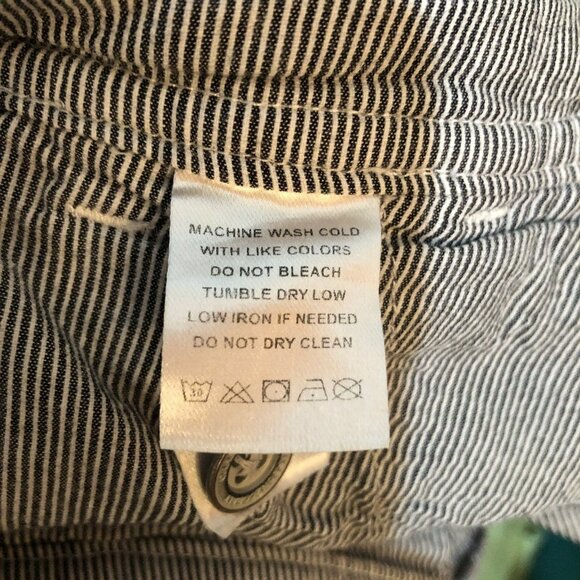 MACHINE WASH COLD
WITH LIKE COLORS
DO NOT BLEACH
TUMBLE DRY LOW
LOW IRON IF NEEDED
DO NOT DRY CLEAN
30